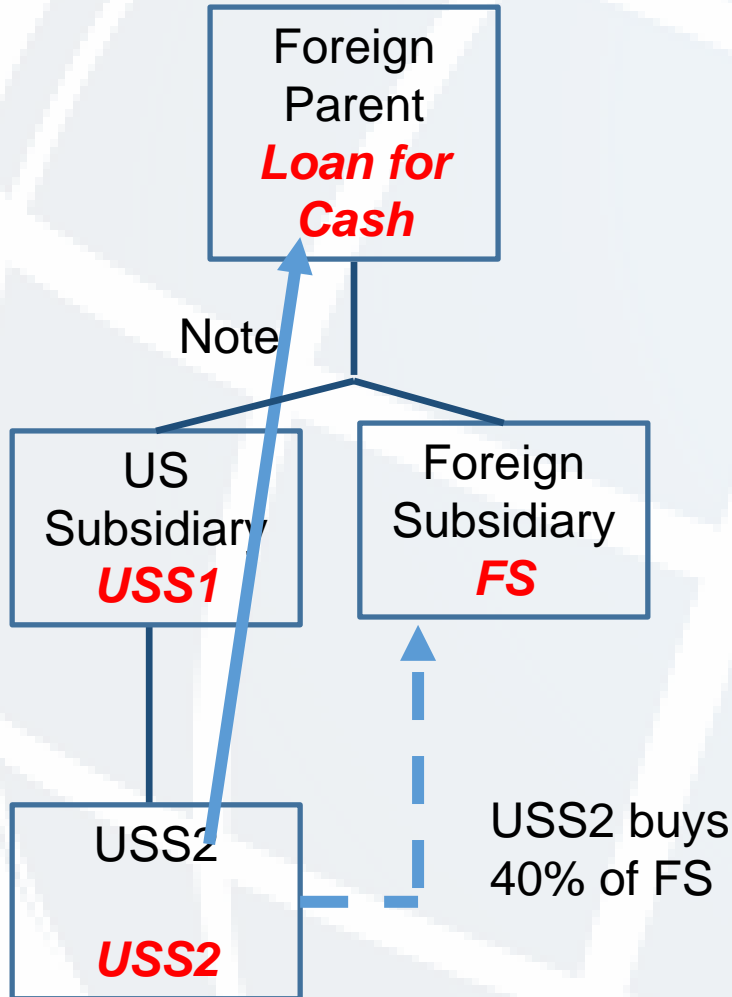 Foreign
Parent
Loan for
Cash
Note
US
Subsidiary
USS1
Foreign
Subsidiary
FS
USS2
USS2
USS2 buys
40% of FS